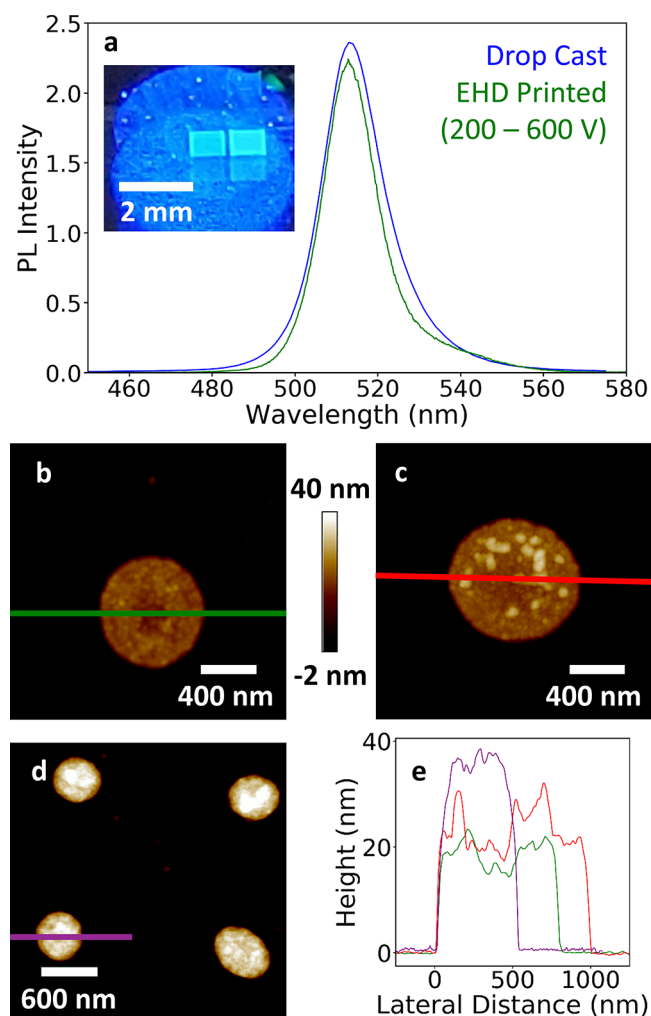 a
Drop Cast
EHD Printed
(200 – 600 V)
2 mm
PL Intensity
2.5
2.0
1.5
1.0
0.5
0.0
460 480 500 520 540 560 580
Wavelength (nm)
b
400 nm
40 nm
-2 nm
c
400 nm
d
600 nm
e
Height (nm)
40
20
0
0 500 1000
Lateral Distance (nm)